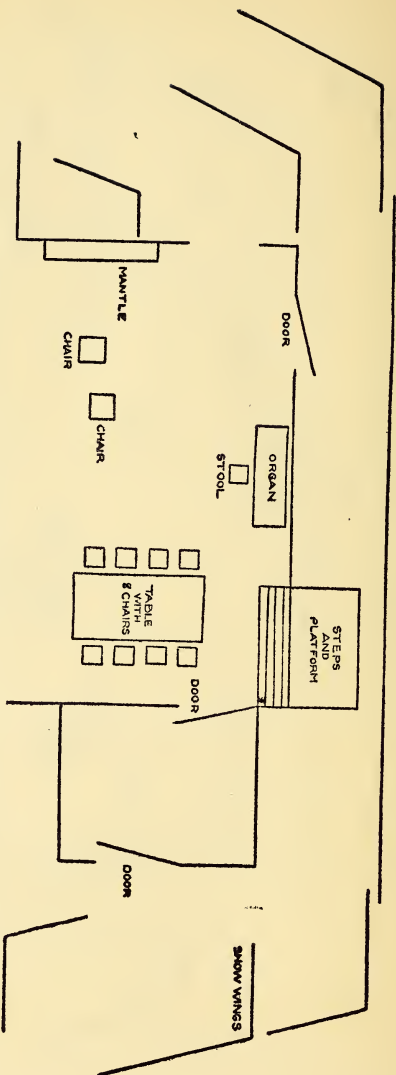 MANTLE
CHAIR
CHAIR
DOOR
ORGAN
STOOL
STEPS
AND
PLATFORM
TABLE
WITH
8 CHAIRS
DOOR
DOOR
SNOW WINGS